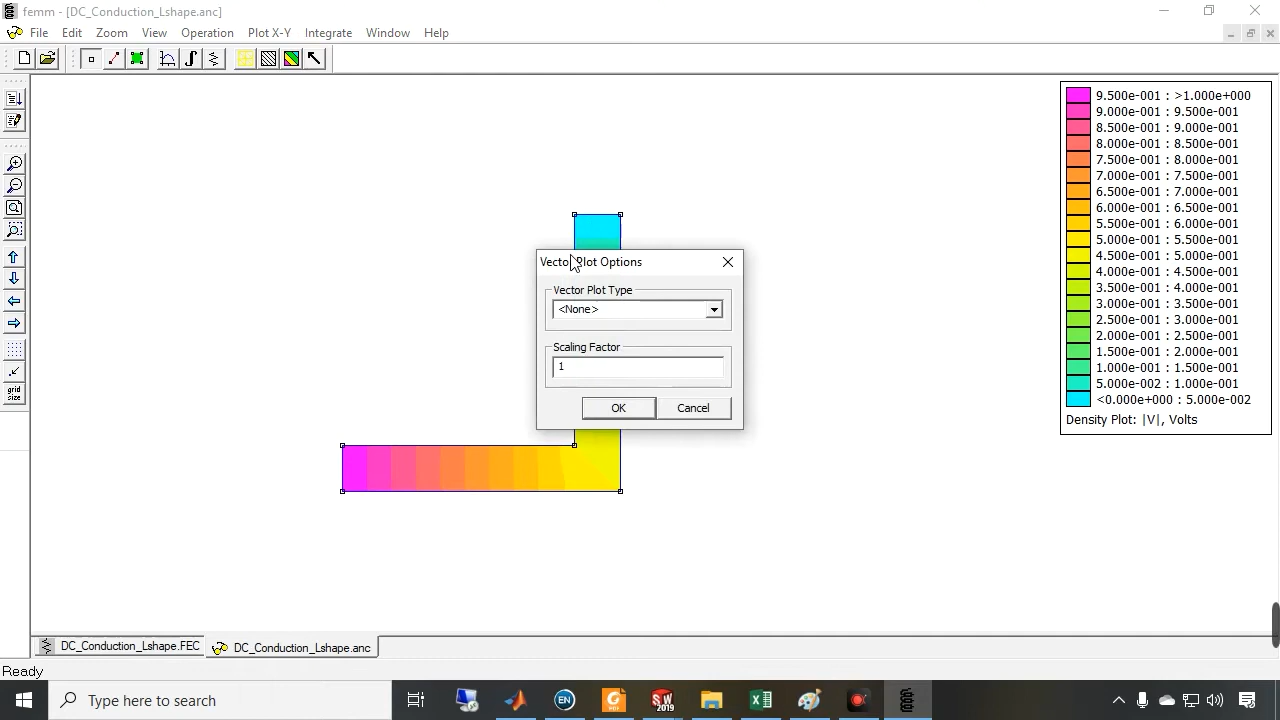 femm - [DC_Conduction_Lshape.anc]
File Edit Zoom View Operation Plot X-Y Integrate Window Help
9.500e-001 : >1.000e+000
9.000e-001 : 9.500e-001
8.500e-001 : 9.000e-001
8.000e-001 : 8.500e-001
7.500e-001 : 8.000e-001
7.000e-001 : 7.500e-001
6.500e-001 : 7.000e-001
6.000e-001 : 6.500e-001
5.500e-001 : 6.000e-001
5.000e-001 : 5.500e-001
4.500e-001 : 5.000e-001
4.000e-001 : 4.500e-001
3.500e-001 : 4.000e-001
3.000e-001 : 3.500e-001
2.500e-001 : 3.000e-001
2.000e-001 : 2.500e-001
1.500e-001 : 2.000e-001
1.000e-001 : 1.500e-001
5.000e-002 : 1.000e-001
<0.000e+000 : 5.000e-002
Density Plot: |V|, Volts
Vector Plot Options
Vector Plot Type
<None>
Scaling Factor
1
OK Cancel
grid
size
DC_Conduction_Lshape.FEC DC_Conduction_Lshape.anc
Ready
Type here to search
EN
SW
2019